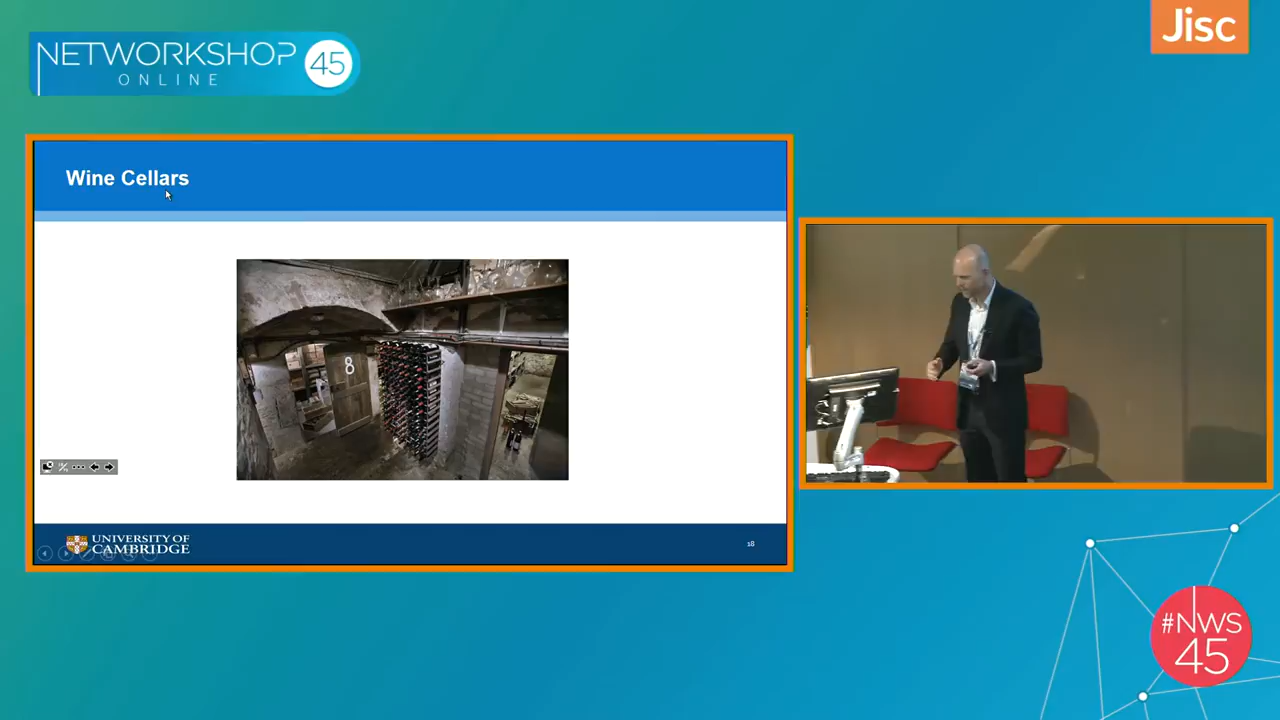 NETWORKSHOP 45
ONLINE
Jisc
Wine Cellars
8
UNIVERSITY OF
CAMBRIDGE
18
#NWS
45